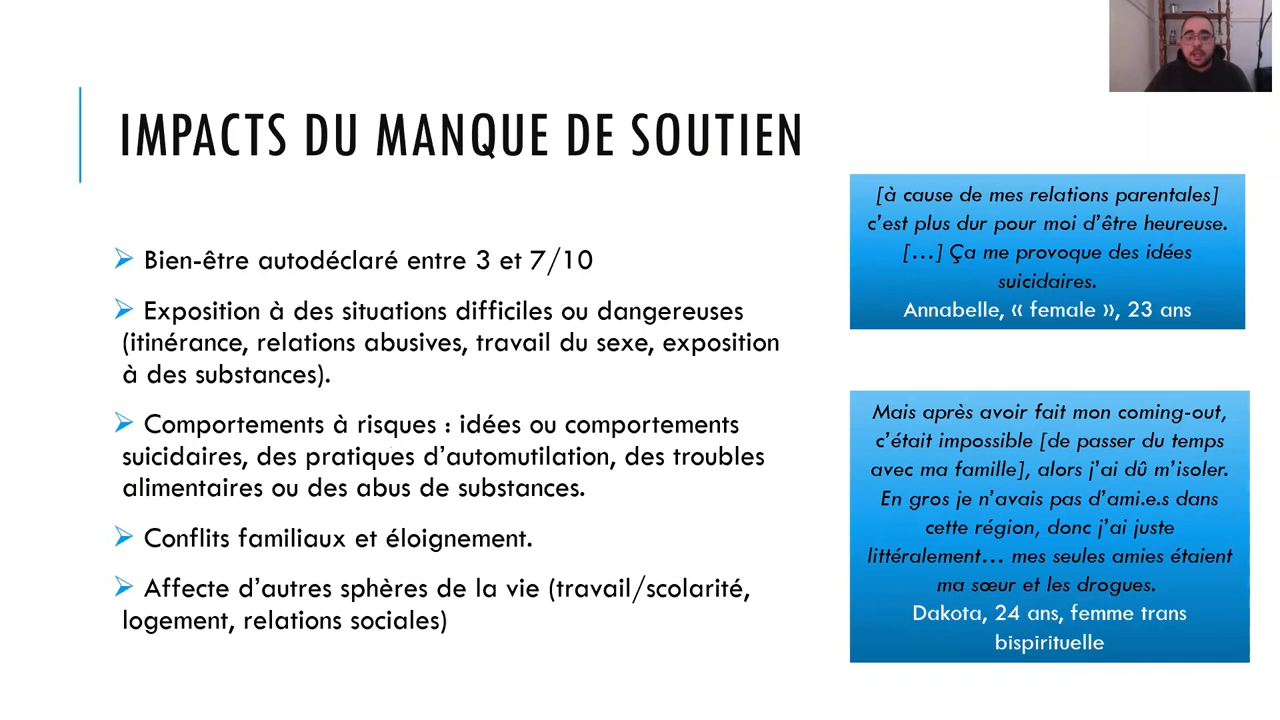 IMPACTS DU MANQUE DE SOUTIEN
Bien-être autodéclaré entre 3 et 7/10
Exposition à des situations difficiles ou dangereuses
(itinérance, relations abusives, travail du sexe, exposition
à des substances).
Comportements à risques : idées ou comportements
suicidaires, des pratiques d'automutilation, des troubles
alimentaires ou des abus de substances.
Conflits familiaux et éloignement.
Affecte d'autres sphères de la vie (travail/scolarité,
logement, relations sociales)
[à cause de mes relations parentales]
c'est plus dur pour moi d'être heureuse.
[…] Ça me provoque des idées
suicidaires.
Annabelle, « female », 23 ans
Mais après avoir fait mon coming-out,
c'était impossible [de passer du temps
avec ma famille], alors j'ai dû m'isoler.
En gros je n'avais pas d'ami.e.s dans
cette région, donc j'ai juste
littéralement… mes seules amies étaient
ma sœur et les drogues.
Dakota, 24 ans, femme trans
bispirituelle